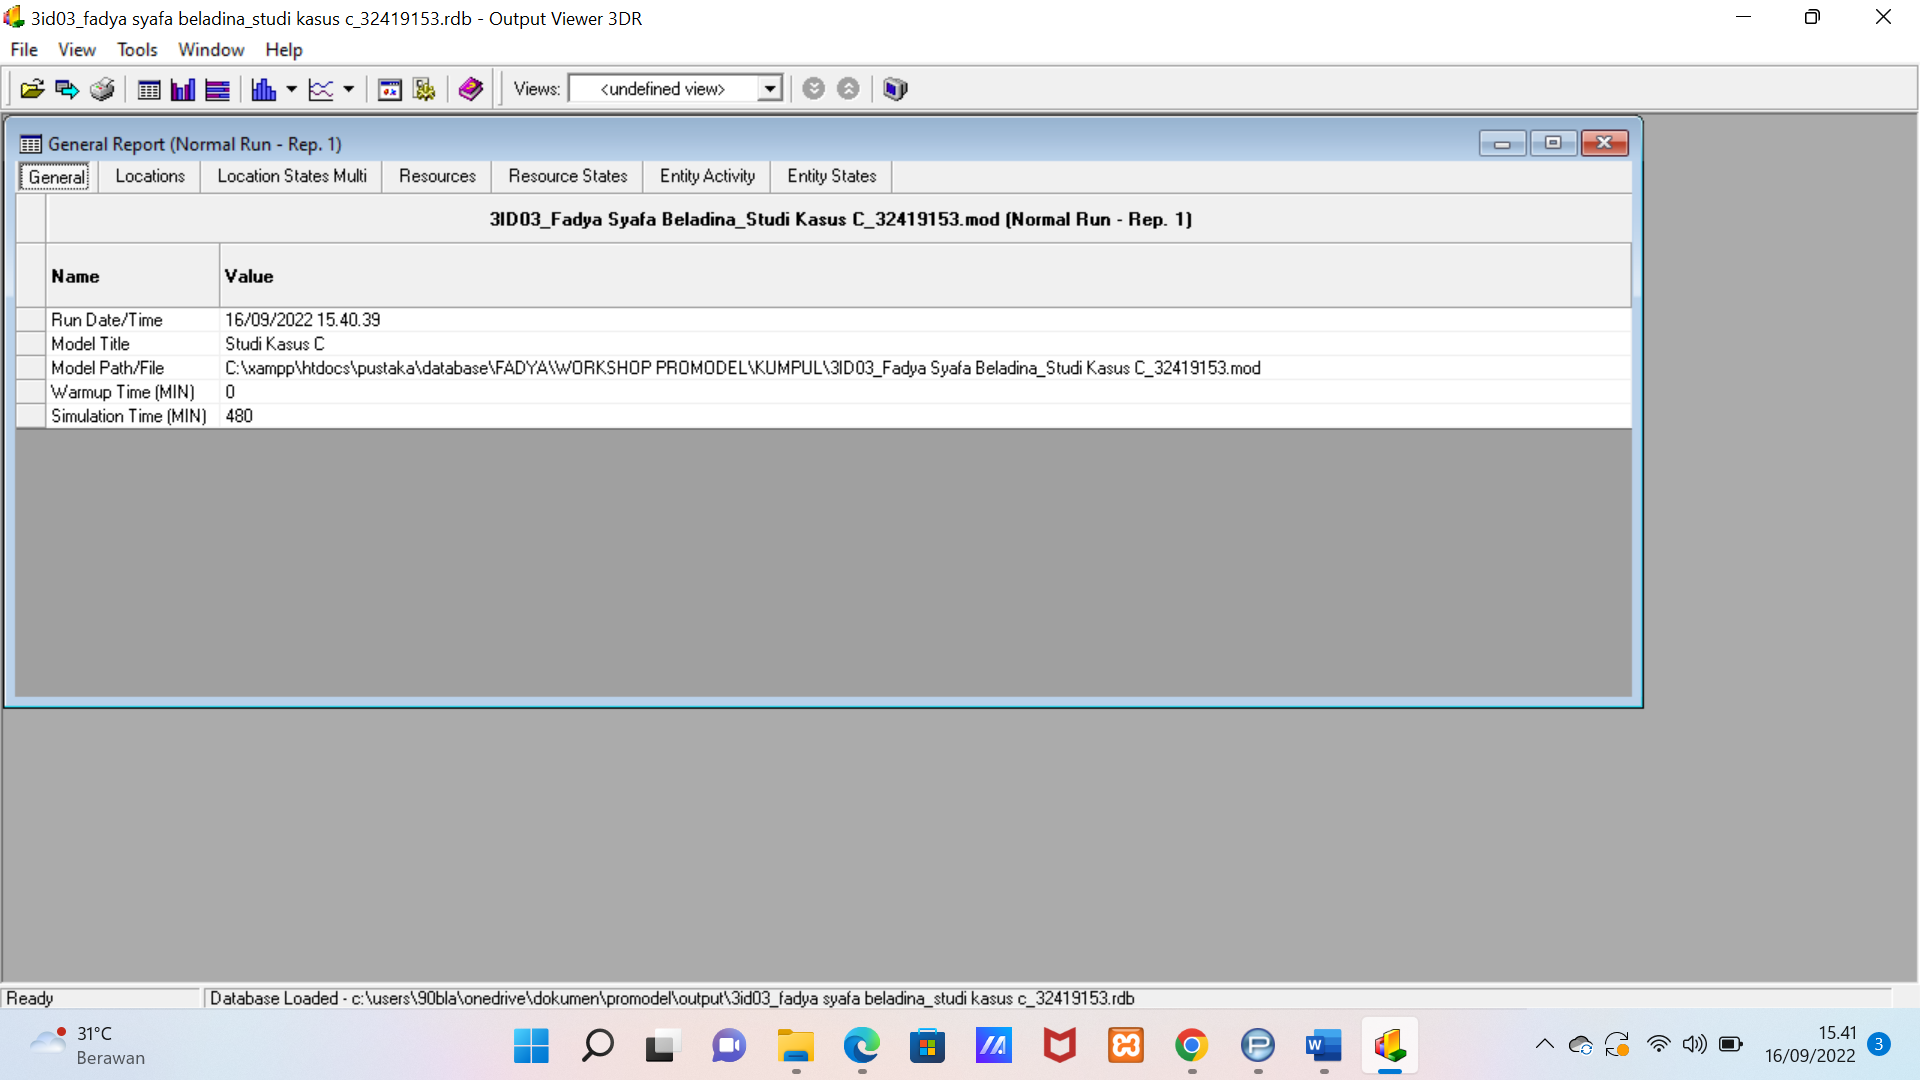 3id03_fadya syafa beladina_studi kasus c_32419153.rdb - Output Viewer 3DR
File View Tools Window Help
Views: <undefined view>
General Report (Normal Run - Rep. 1)
General Locations Location States Multi Resources Resource States Entity Activity Entity States
3ID03_Fadya Syafa Beladina_Studi Kasus C_32419153.mod (Normal Run - Rep. 1)
Name Value
Run Date/Time 16/09/2022 15.40.39
Model Title Studi Kasus C
Model Path/File C:\xampp\htdocs\pustaka\database\FADYA\WORKSHOP PROMODEL\KUMPUL\3ID03_Fadya Syafa Beladina_Studi Kasus C_32419153.mod
Warmup Time (MIN) 0
Simulation Time (MIN) 480
Ready Database Loaded - c:\users\90bla\onedrive\dokumen\promodel\output\3id03_fadya syafa beladina_studi kasus c_32419153.rdb
31°C
Berawan
15.41
16/09/2022
3